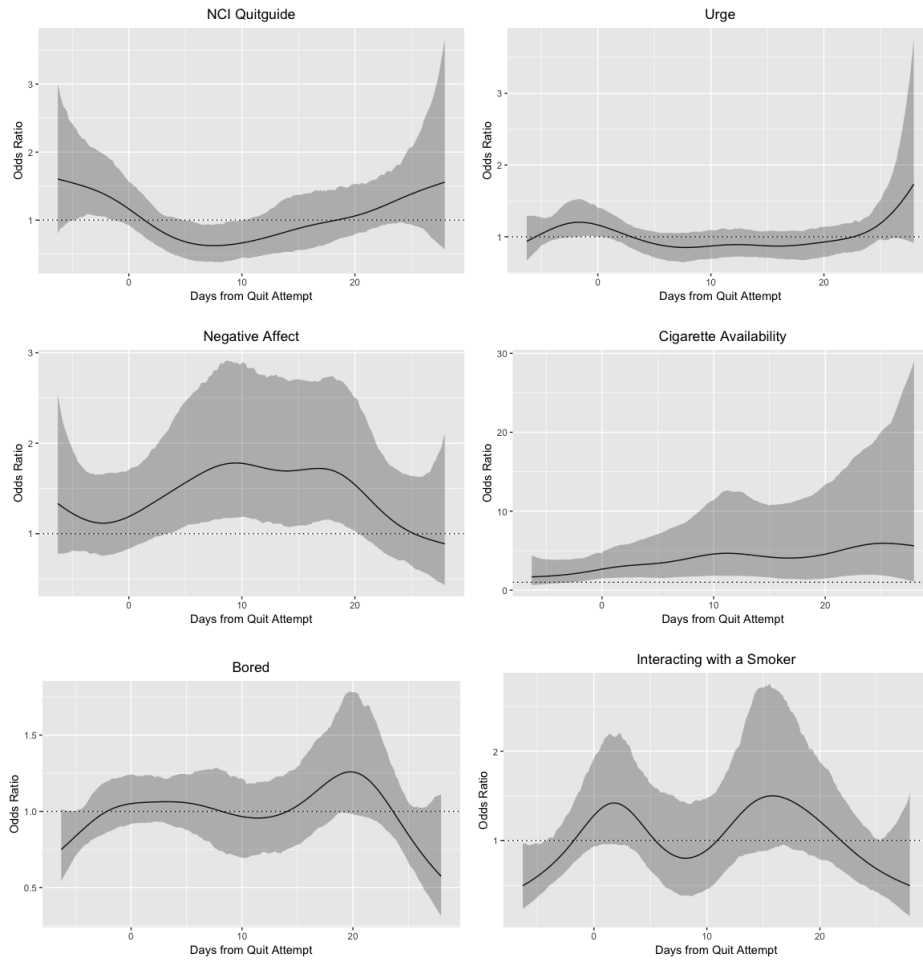 NCI Quitguide
3
2
1
Odds Ratio
0
10
20
Days from Quit Attempt
Urge
3
2
1
Odds Ratio
0
10
20
Days from Quit Attempt
Negative Affect
3
2
1
Odds Ratio
0
10
20
Days from Quit Attempt
Cigarette Availability
30
20
10
0
Odds Ratio
0
10
20
Days from Quit Attempt
Bored
1.5
1.0
0.5
Odds Ratio
0
10
20
Days from Quit Attempt
Interacting with a Smoker
2
1
Odds Ratio
0
10
20
Days from Quit Attempt